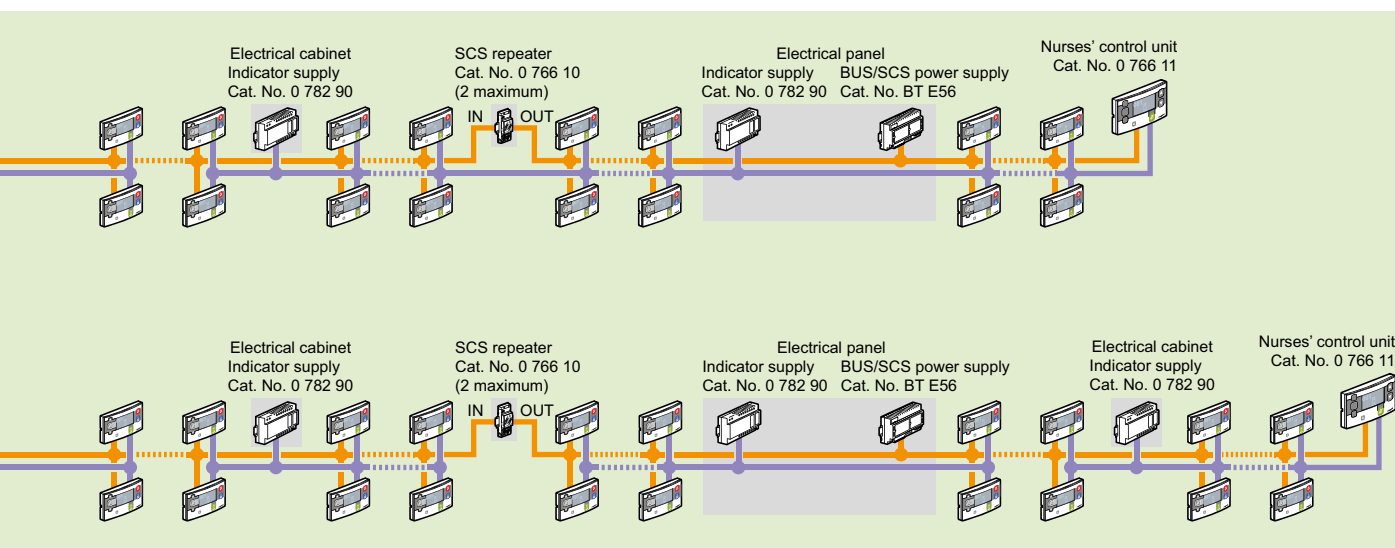 Electrical cabinet
Indicator supply
Cat. No. 0 782 90
SCS repeater
Cat. No. 0 766 10
(2 maximum)
IN OUT
Electrical panel
Indicator supply BUS/SCS power supply
Cat. No. 0 782 90 Cat. No. BT E56
Nurses' control unit
Cat. No. 0 766 11
Electrical cabinet
Indicator supply
Cat. No. 0 782 90
SCS repeater
Cat. No. 0 766 10
(2 maximum)
IN OUT
Electrical panel
Indicator supply BUS/SCS power supply
Cat. No. 0 782 90 Cat. No. BT E56
Electrical cabinet
Indicator supply
Cat. No. 0 782 90
Nurses' control unit
Cat. No. 0 766 11